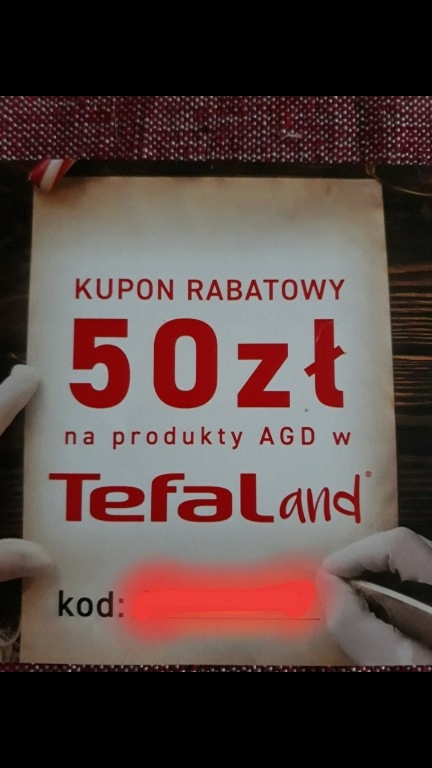 KUPON RABATOWY
50zł
na produkty AGD w
Tefaland®
kod: